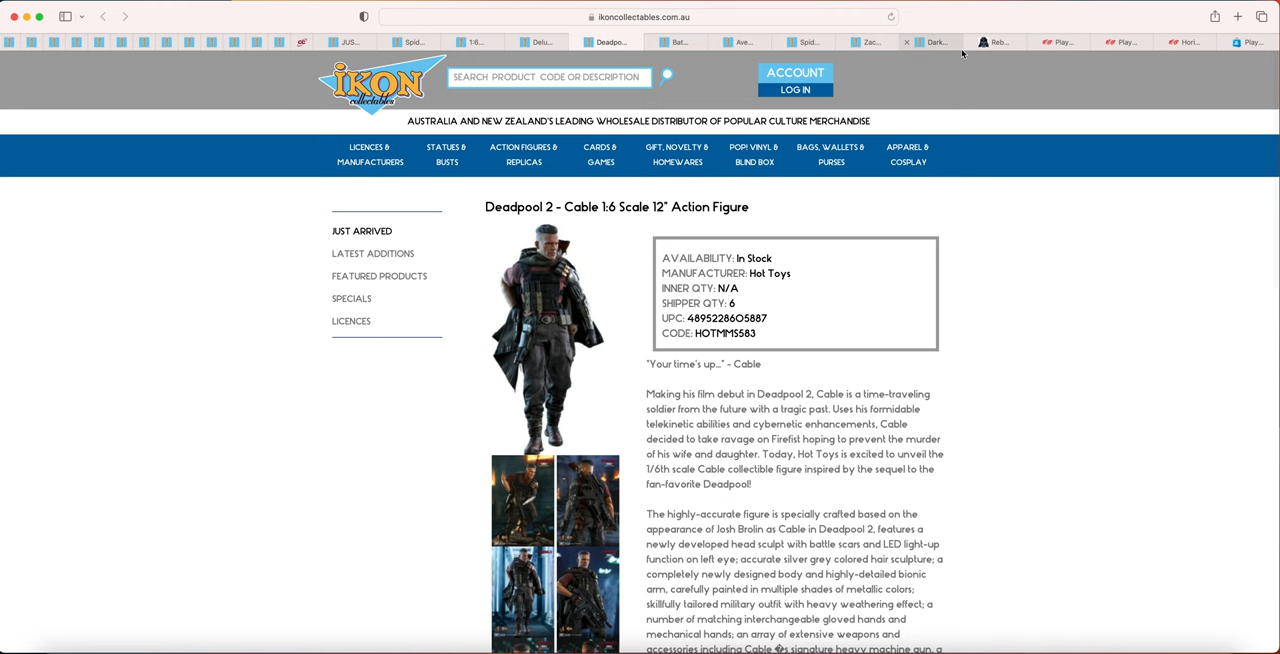 ikoncollectables.com.au
JUS...
Spid...
1:6...
Delu...
Deadpo...
Bat...
Ave...
Spid...
Zac...
Dark...
Reb...
Play...
Play...
Hori...
Play...
iKON
collectables
SEARCH PRODUCT CODE OR DESCRIPTION
ACCOUNT
LOG IN
AUSTRALIA AND NEW ZEALAND'S LEADING WHOLESALE DISTRIBUTOR OF POPULAR CULTURE MERCHANDISE
LICENCES &
MANUFACTURERS
STATUES &
BUSTS
ACTION FIGURES &
REPLICAS
CARDS &
GAMES
GIFT, NOVELTY &
HOMEWARES
POP! VINYL &
BLIND BOX
BAGS, WALLETS &
PURSES
APPAREL &
COSPLAY
JUST ARRIVED
LATEST ADDITIONS
FEATURED PRODUCTS
SPECIALS
LICENCES
Deadpool 2 - Cable 1:6 Scale 12" Action Figure
AVAILABILITY: In Stock
MANUFACTURER: Hot Toys
INNER QTY: N/A
SHIPPER QTY: 6
UPC: 4895228605887
CODE: HOTMMS583
"Your time's up..." - Cable
Making his film debut in Deadpool 2, Cable is a time-traveling
soldier from the future with a tragic past. Uses his formidable
telekinetic abilities and cybernetic enhancements, Cable
decided to take ravage on Firefist hoping to prevent the murder
of his wife and daughter. Today, Hot Toys is excited to unveil the
1/6th scale Cable collectible figure inspired by the sequel to the
fan-favorite Deadpool!
The highly-accurate figure is specially crafted based on the
appearance of Josh Brolin as Cable in Deadpool 2, features a
newly developed head sculpt with battle scars and LED light-up
function on left eye; accurate silver grey colored hair sculpture; a
completely newly designed body and highly-detailed bionic
arm, carefully painted in multiple shades of metallic colors;
skillfully tailored military outfit with heavy weathering effect; a
number of matching interchangeable gloved hands and
mechanical hands; an array of extensive weapons and
accessories including Cable �s signature heavy machine gun, a